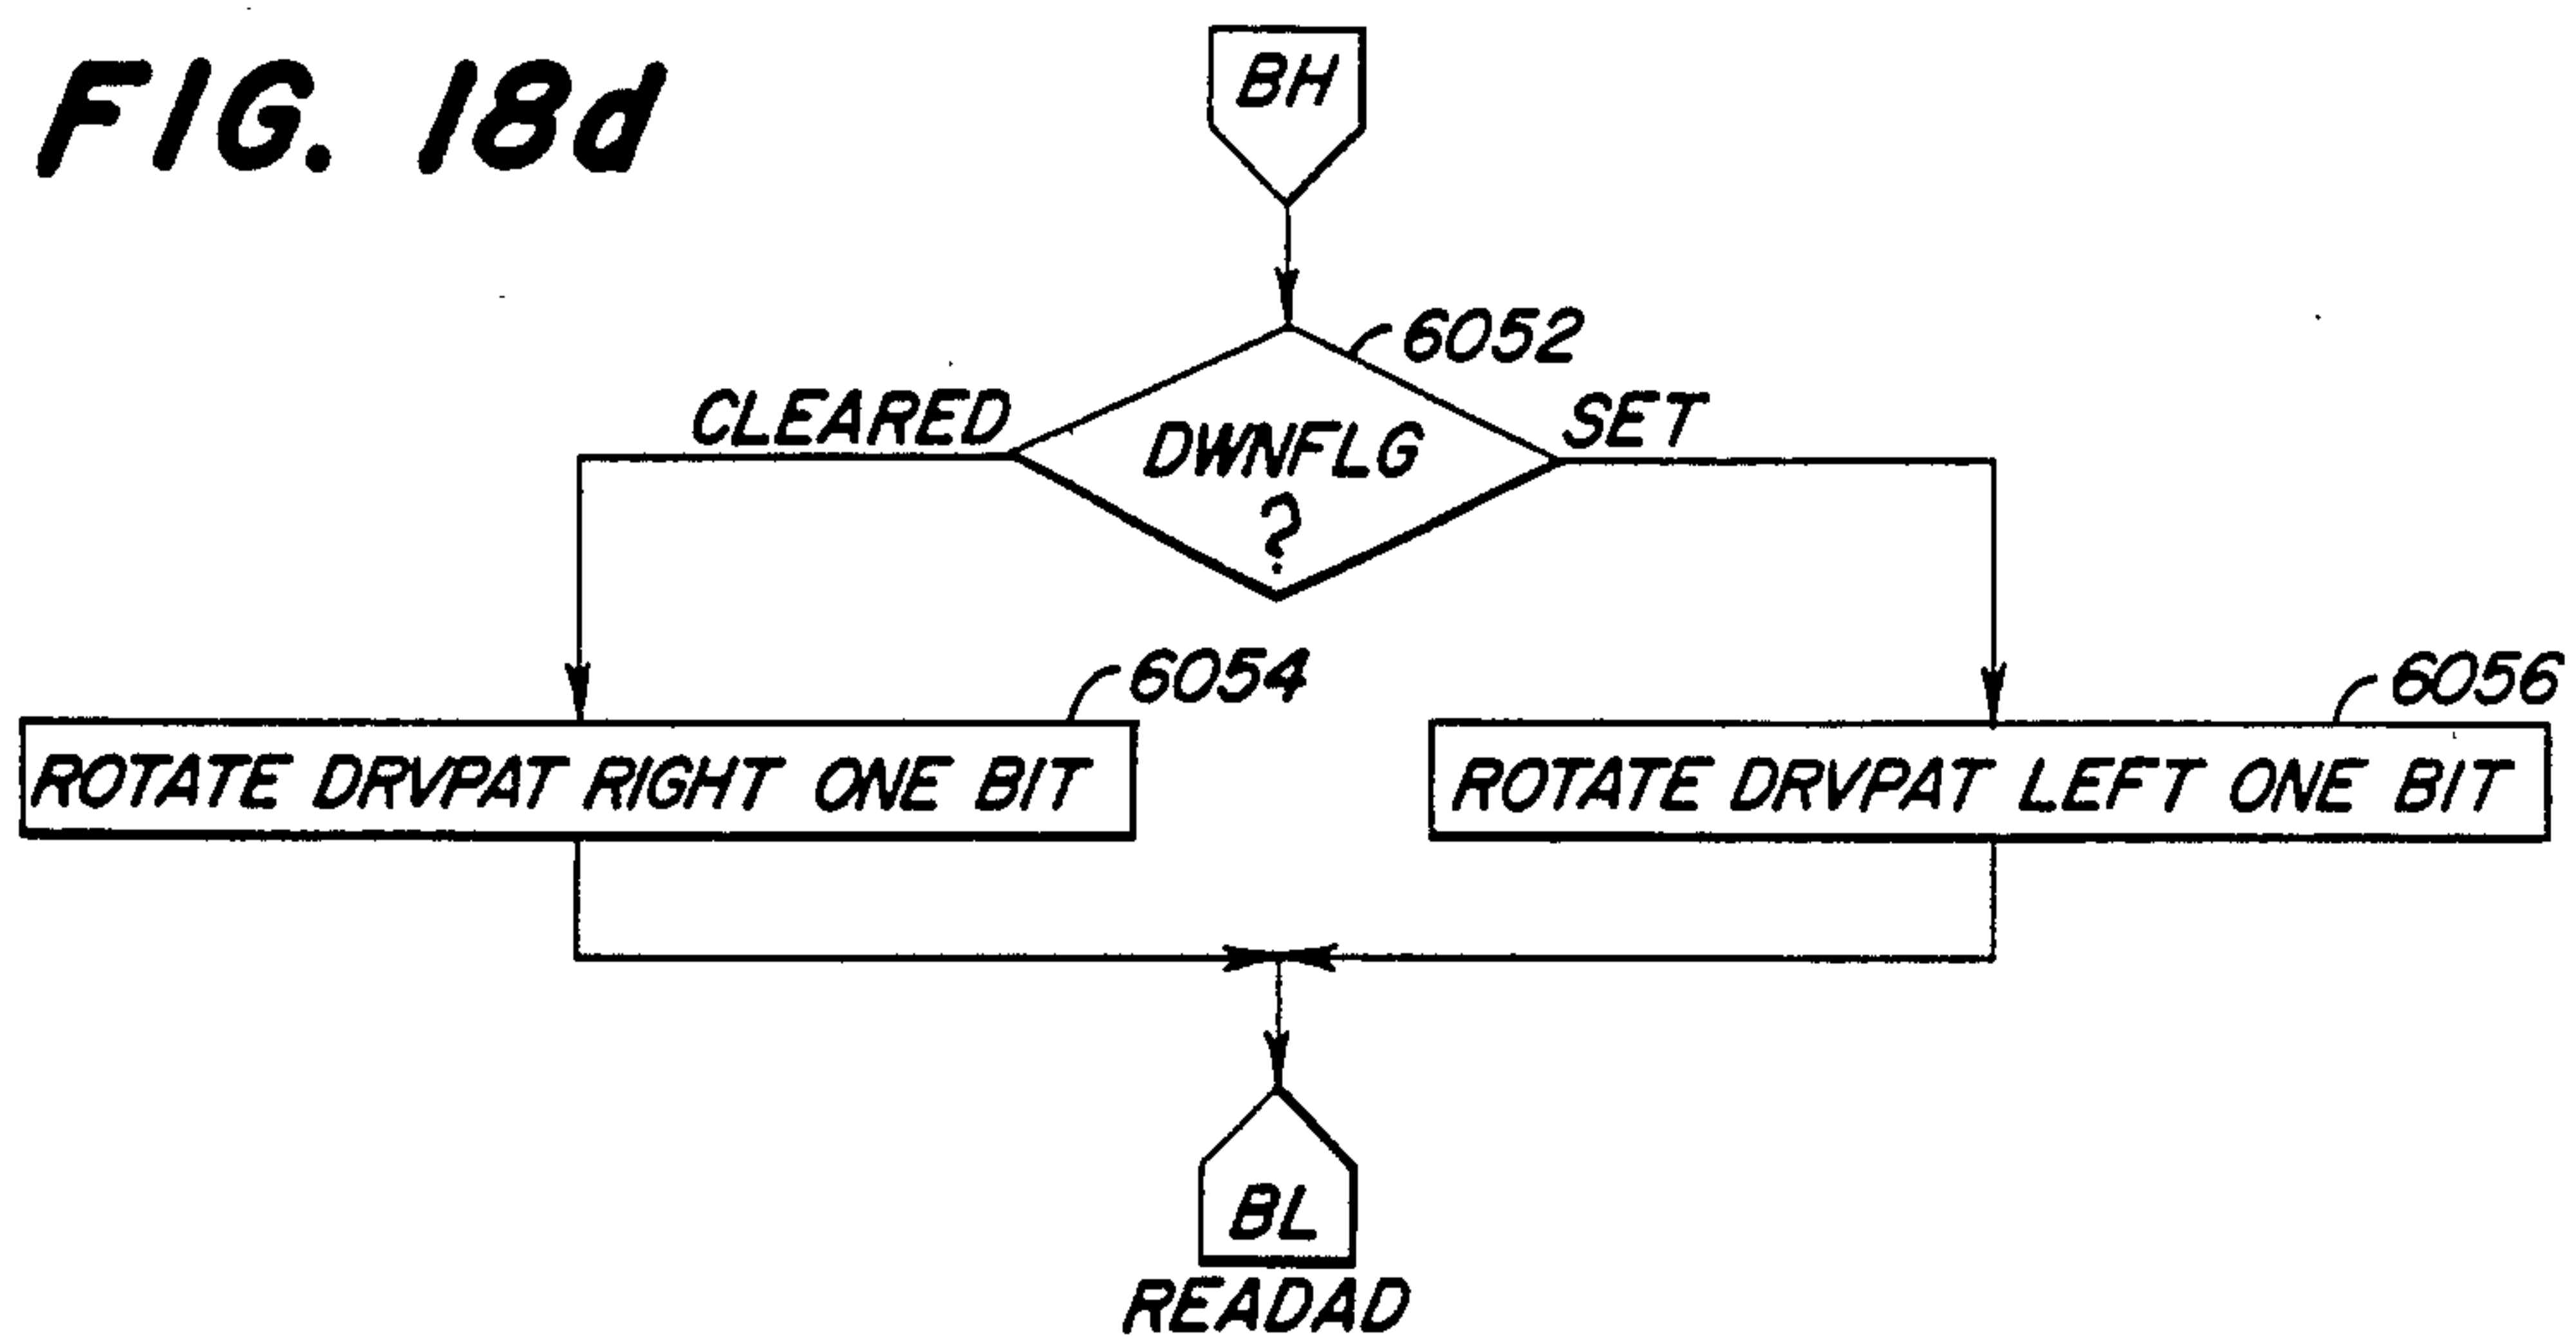 FIG. 18d
BH
6052
CLEARED
SET
DWNFLG
?
6054
6056
ROTATE DRVPAT RIGHT ONE BIT
ROTATE DRVPAT LEFT ONE BIT
BL
READAD